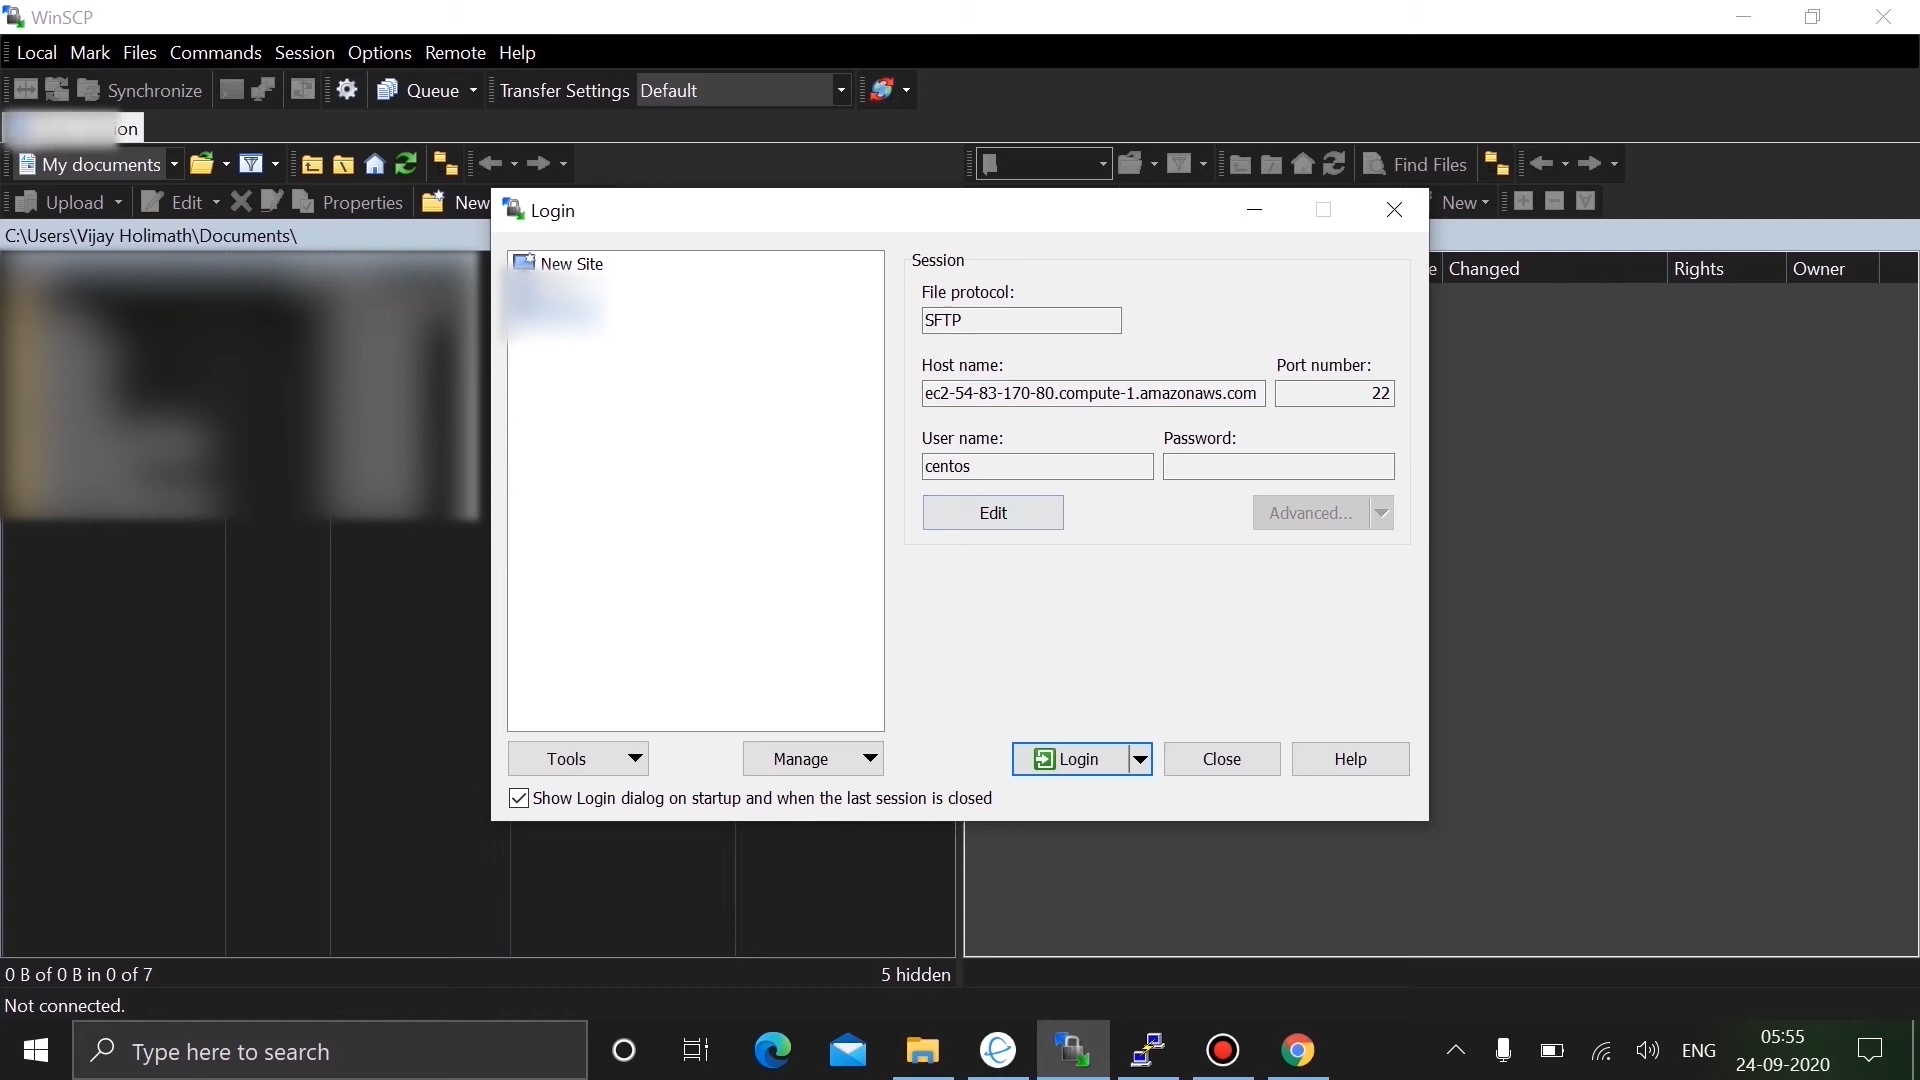 WinSCP
Local Mark Files Commands Session Options Remote Help
Synchronize Queue Transfer Settings Default
on
My documents Find Files
Upload Edit Properties New New
C:\Users\Vijay Holimath\Documents\
Changed Rights Owner
Login
New Site
Session
File protocol:
SFTP
Host name: Port number:
ec2-54-83-170-80.compute-1.amazonaws.com 22
User name: Password:
centos
Edit Advanced...
Tools Manage Login Close Help
Show Login dialog on startup and when the last session is closed
0 B of 0 B in 0 of 7 5 hidden
Not connected.
Type here to search
ENG
05:55
24-09-2020